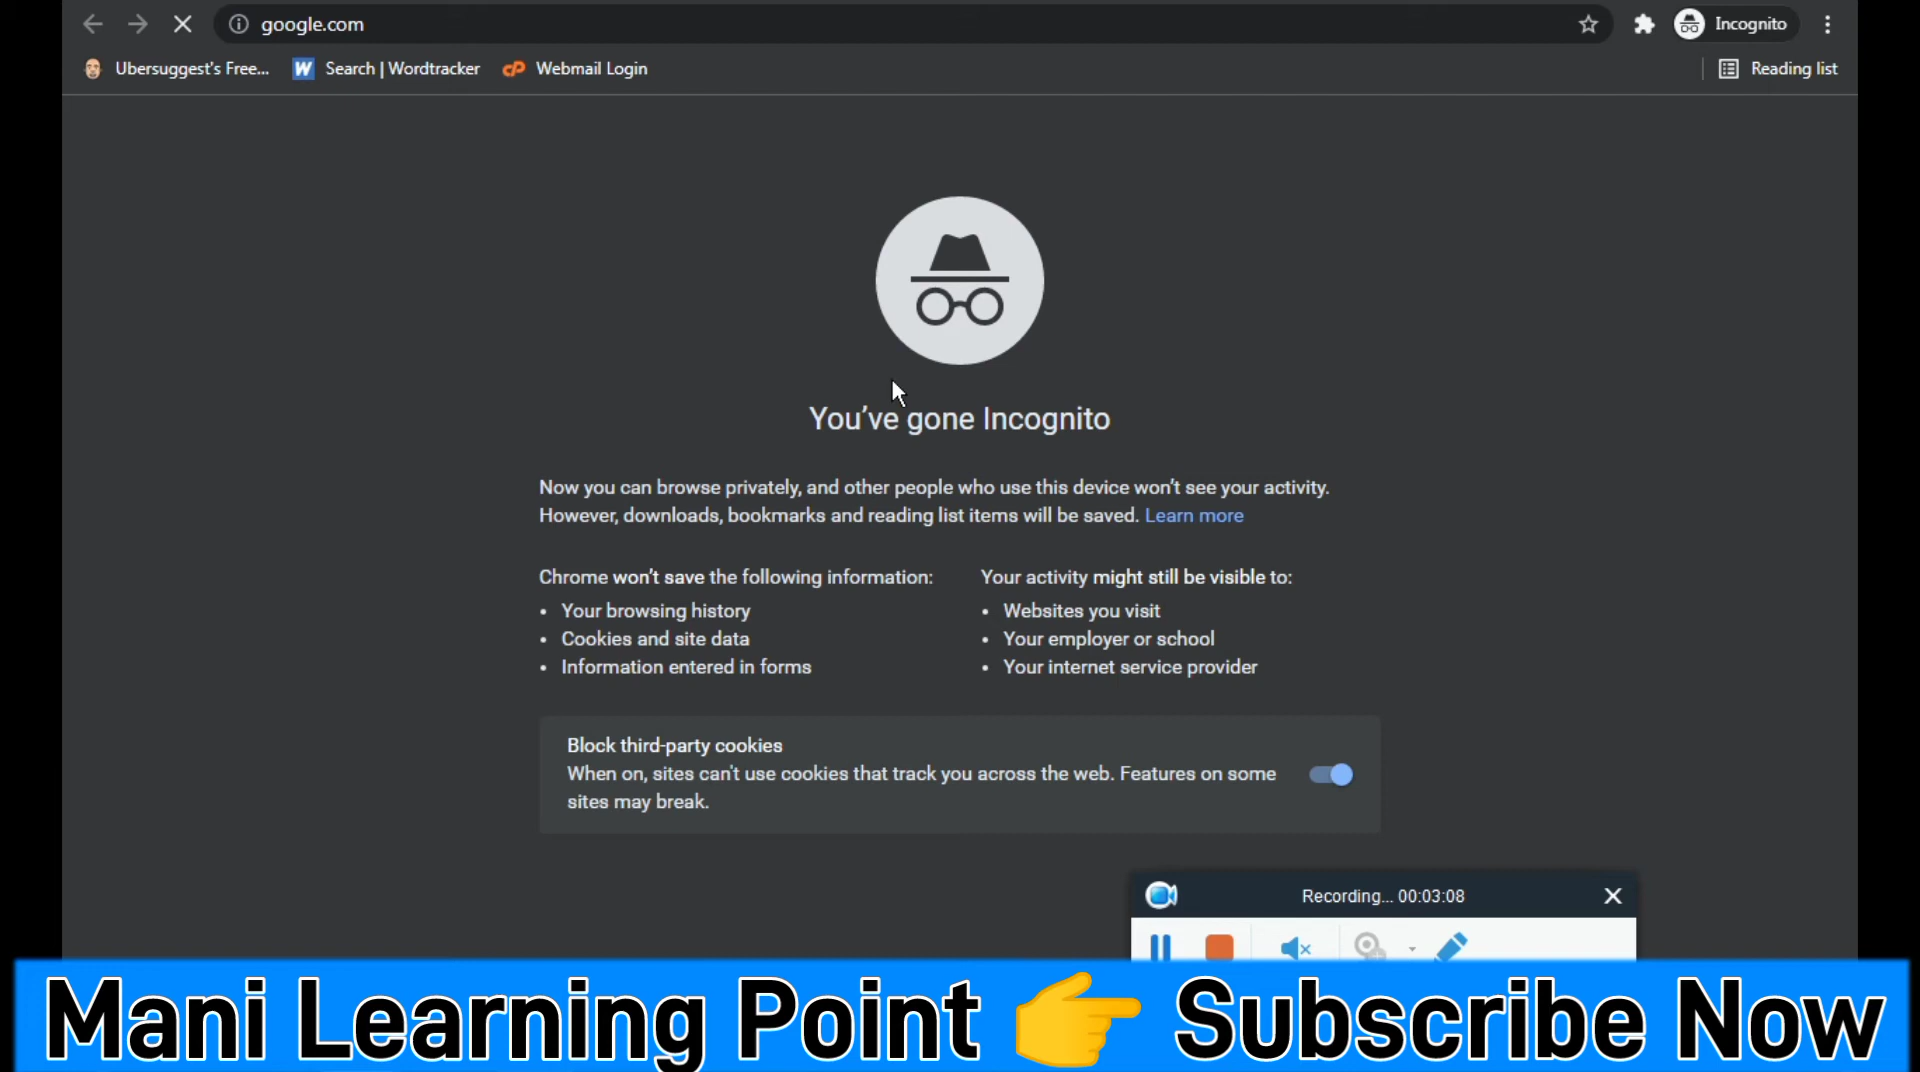 google.com
Incognito
Ubersuggest's Free... Search | Wordtracker Webmail Login
Reading list
You've gone Incognito
Now you can browse privately, and other people who use this device won't see your activity.
However, downloads, bookmarks and reading list items will be saved. Learn more
Chrome won't save the following information:
• Your browsing history
• Cookies and site data
• Information entered in forms
Your activity might still be visible to:
• Websites you visit
• Your employer or school
• Your internet service provider
Block third-party cookies
When on, sites can't use cookies that track you across the web. Features on some
sites may break.
Recording... 00:03:08
Mani Learning Point 👉 Subscribe Now